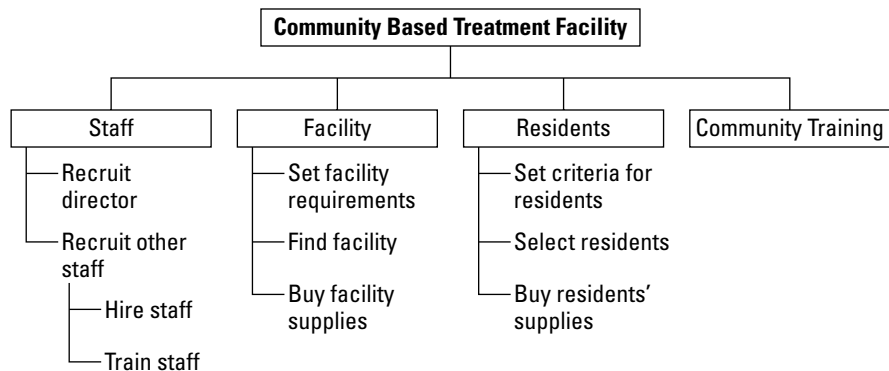 Community Based Treatment Facility
Staff
Recruit
director
Recruit other
staff
Hire staff
Train staff
Facility
Set facility
requirements
Find facility
Buy facility
supplies
Residents
Set criteria for
residents
Select residents
Buy residents’
supplies
Community Training